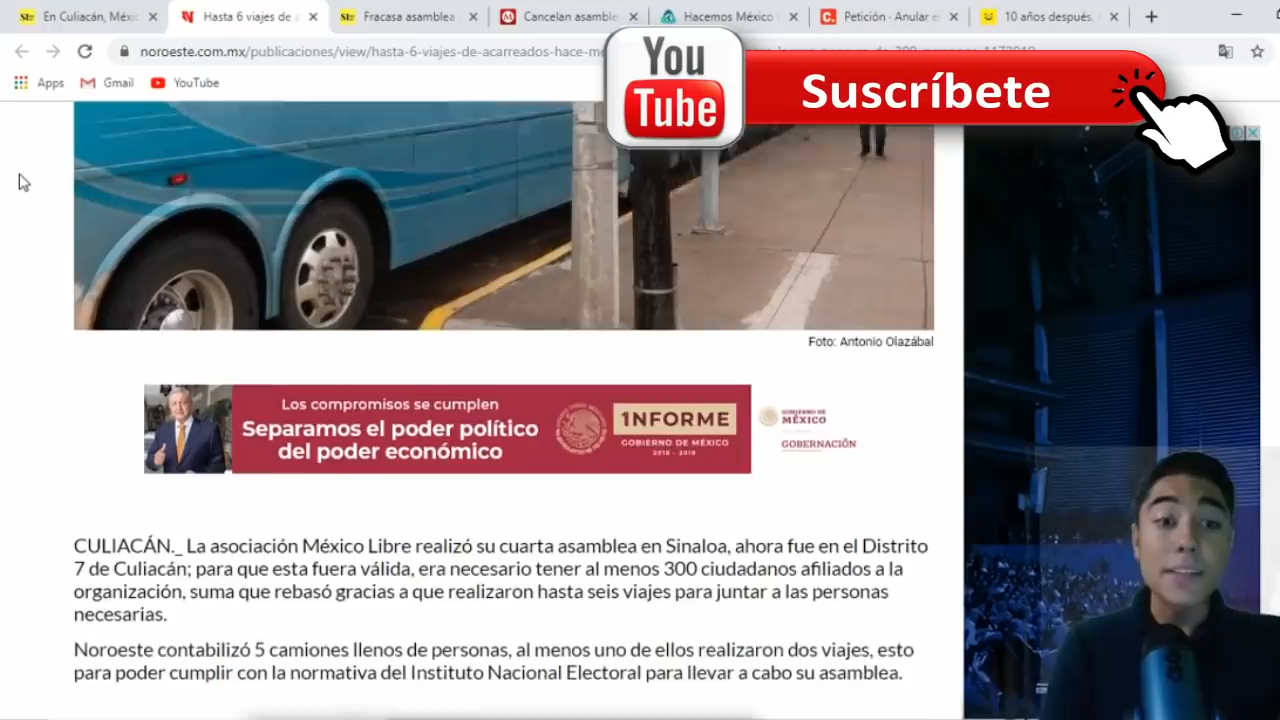 En Culiacán, Méxi
Hasta 6 viajes de a
Fracasa asamblea
Cancelan asamble
Hacemos México
Petición - Anular el
10 años después,
noroeste.com.mx/publicaciones/view/hasta-6-viajes-de-acarreados-hace-m
Apps
Gmail
YouTube
You
Tube
Suscríbete
Foto: Antonio Olazábal
Los compromisos se cumplen
Separamos el poder político
del poder económico
1NFORME
GOBIERNO DE MÉXICO
2018 - 2019
GOBIERNO DE
MÉXICO
GOBERNACIÓN
CULIACÁN._ La asociación México Libre realizó su cuarta asamblea en Sinaloa, ahora fue en el Distrito
7 de Culiacán; para que esta fuera válida, era necesario tener al menos 300 ciudadanos afiliados a la
organización, suma que rebasó gracias a que realizaron hasta seis viajes para juntar a las personas
necesarias.
Noroeste contabilizó 5 camiones llenos de personas, al menos uno de ellos realizaron dos viajes, esto
para poder cumplir con la normativa del Instituto Nacional Electoral para llevar a cabo su asamblea.